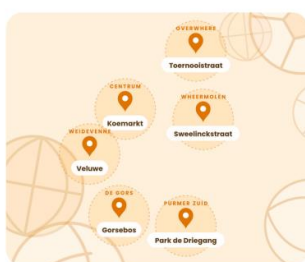 OVERWHERE
Toernooistraat
CENTRUM
Koemarkt
WHEERMOLEN
Sweelinckstraat
WEIDEVENNE
Veluwe
DE GORS
Gorsebos
PURMER ZUID
Park de Driegang